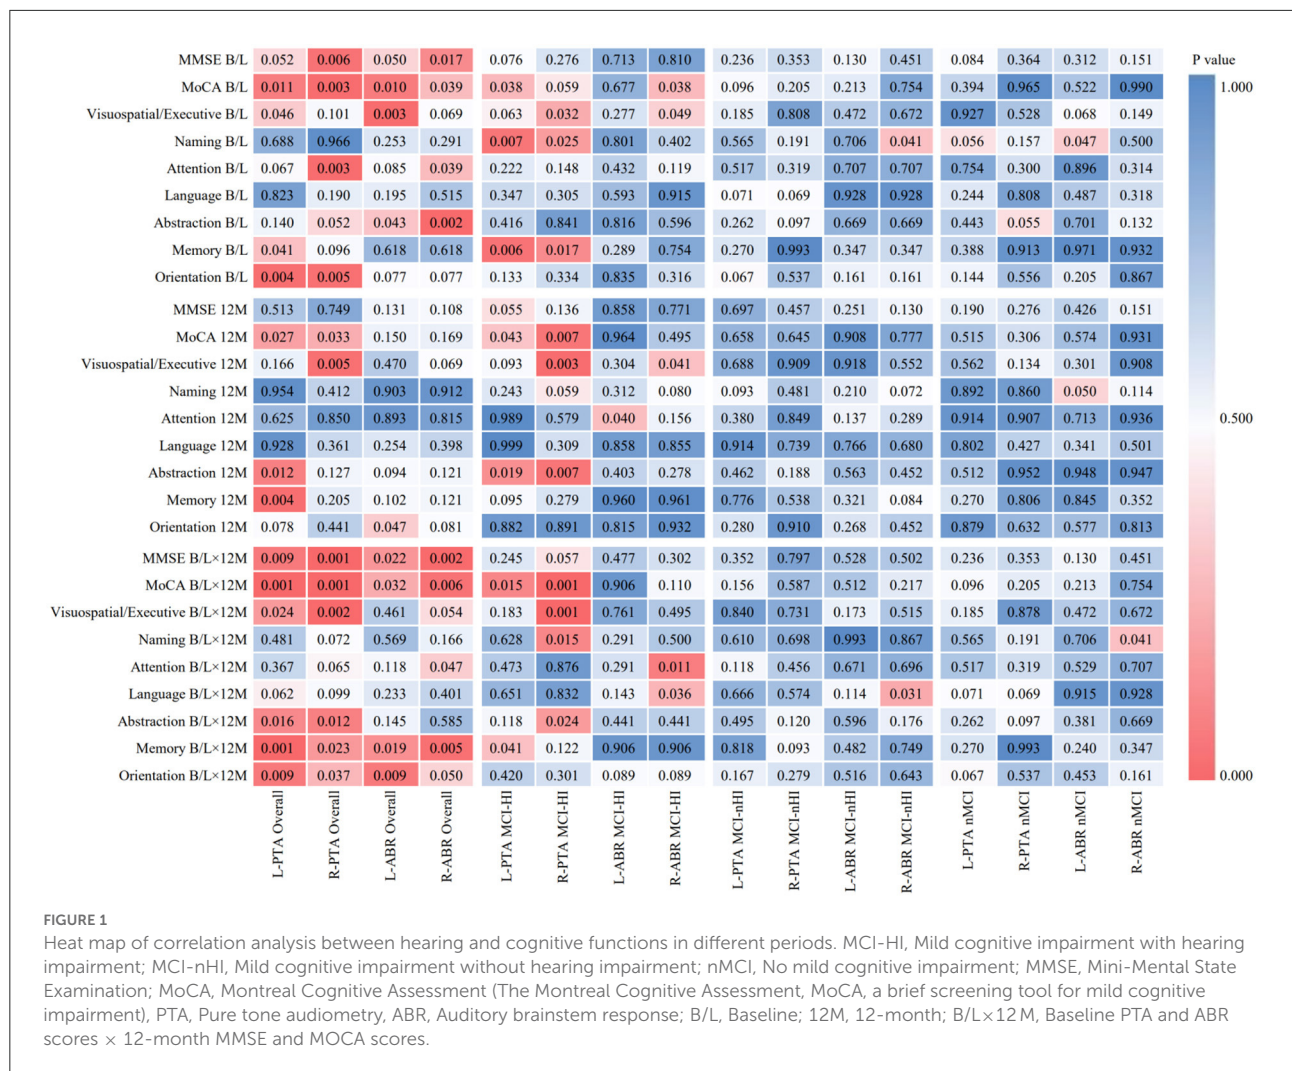 P value
MMSE B/L 0.052 0.006 0.050 0.017 0.076 0.276 0.713 0.810 0.236 0.353 0.130 0.451 0.084 0.364 0.312 0.151
1.000
MoCA B/L 0.011 0.003 0.010 0.039 0.038 0.059 0.677 0.038 0.096 0.205 0.213 0.754 0.394 0.965 0.522 0.990
Visuospatial/Executive B/L 0.046 0.101 0.003 0.069 0.063 0.032 0.277 0.049 0.185 0.808 0.472 0.672 0.927 0.528 0.068 0.149
Naming B/L 0.688 0.966 0.253 0.291 0.007 0.025 0.801 0.402 0.565 0.191 0.706 0.041 0.056 0.157 0.047 0.500
Attention B/L 0.067 0.003 0.085 0.039 0.222 0.148 0.432 0.119 0.517 0.319 0.707 0.707 0.754 0.300 0.896 0.314
Language B/L 0.823 0.190 0.195 0.515 0.347 0.305 0.593 0.915 0.071 0.069 0.928 0.928 0.244 0.808 0.487 0.318
Abstraction B/L 0.140 0.052 0.043 0.002 0.416 0.841 0.816 0.596 0.262 0.097 0.669 0.669 0.443 0.055 0.701 0.132
Memory B/L 0.041 0.096 0.618 0.618 0.006 0.017 0.289 0.754 0.270 0.993 0.347 0.347 0.388 0.913 0.971 0.932
Orientation B/L 0.004 0.005 0.077 0.077 0.133 0.334 0.835 0.316 0.067 0.537 0.161 0.161 0.144 0.556 0.205 0.867
MMSE 12M 0.513 0.749 0.131 0.108 0.055 0.136 0.858 0.771 0.697 0.457 0.251 0.130 0.190 0.276 0.426 0.151
MoCA 12M 0.027 0.033 0.150 0.169 0.043 0.007 0.964 0.495 0.658 0.645 0.908 0.777 0.515 0.306 0.574 0.931
Visuospatial/Executive 12M 0.166 0.005 0.470 0.069 0.093 0.003 0.304 0.041 0.688 0.909 0.918 0.552 0.562 0.134 0.301 0.908
Naming 12M 0.954 0.412 0.903 0.912 0.243 0.059 0.312 0.080 0.093 0.481 0.210 0.072 0.892 0.860 0.050 0.114
Attention 12M 0.625 0.850 0.893 0.815 0.989 0.579 0.040 0.156 0.380 0.849 0.137 0.289 0.914 0.907 0.713 0.936
0.500
Language 12M 0.928 0.361 0.254 0.398 0.999 0.309 0.858 0.855 0.914 0.739 0.766 0.680 0.802 0.427 0.341 0.501
Abstraction 12M 0.012 0.127 0.094 0.121 0.019 0.007 0.403 0.278 0.462 0.188 0.563 0.452 0.512 0.952 0.948 0.947
Memory 12M 0.004 0.205 0.102 0.121 0.095 0.279 0.960 0.961 0.776 0.538 0.321 0.084 0.270 0.806 0.845 0.352
Orientation 12M 0.078 0.441 0.047 0.081 0.882 0.891 0.815 0.932 0.280 0.910 0.268 0.452 0.879 0.632 0.577 0.813
MMSE B/L×12M 0.009 0.001 0.022 0.002 0.245 0.057 0.477 0.302 0.352 0.797 0.528 0.502 0.236 0.353 0.130 0.451
MoCA B/L×12M 0.001 0.001 0.032 0.006 0.015 0.001 0.906 0.110 0.156 0.587 0.512 0.217 0.096 0.205 0.213 0.754
Visuospatial/Executive B/L×12M 0.024 0.002 0.461 0.054 0.183 0.001 0.761 0.495 0.840 0.731 0.173 0.515 0.185 0.878 0.472 0.672
Naming B/L×12M 0.481 0.072 0.569 0.166 0.628 0.015 0.291 0.500 0.610 0.698 0.993 0.867 0.565 0.191 0.706 0.041
Attention B/L×12M 0.367 0.065 0.118 0.047 0.473 0.876 0.291 0.011 0.118 0.456 0.671 0.696 0.517 0.319 0.529 0.707
Language B/L×12M 0.062 0.099 0.233 0.401 0.651 0.832 0.143 0.036 0.666 0.574 0.114 0.031 0.071 0.069 0.915 0.928
Abstraction B/L×12M 0.016 0.012 0.145 0.585 0.118 0.024 0.441 0.441 0.495 0.120 0.596 0.176 0.262 0.097 0.381 0.669
Memory B/L×12M 0.001 0.023 0.019 0.005 0.041 0.122 0.906 0.906 0.818 0.093 0.482 0.749 0.270 0.993 0.240 0.347
Orientation B/L×12M 0.009 0.037 0.009 0.050 0.420 0.301 0.089 0.089 0.167 0.279 0.516 0.643 0.067 0.537 0.453 0.161
0.000
L-PTA Overall
R-PTA Overall
L-ABR Overall
R-ABR Overall
L-PTA MCI-HI
R-PTA MCI-HI
L-ABR MCI-HI
R-ABR MCI-HI
L-PTA MCI-nHI
R-PTA MCI-nHI
L-ABR MCI-nHI
R-ABR MCI-nHI
L-PTA nMCI
R-PTA nMCI
L-ABR nMCI
R-ABR nMCI
FIGURE 1
Heat map of correlation analysis between hearing and cognitive functions in different periods. MCI-HI, Mild cognitive impairment with hearing
impairment; MCI-nHI, Mild cognitive impairment without hearing impairment; nMCI, No mild cognitive impairment; MMSE, Mini-Mental State
Examination; MoCA, Montreal Cognitive Assessment (The Montreal Cognitive Assessment, MoCA, a brief screening tool for mild cognitive
impairment), PTA, Pure tone audiometry, ABR, Auditory brainstem response; B/L, Baseline; 12M, 12-month; B/L×12M, Baseline PTA and ABR
scores × 12-month MMSE and MOCA scores.